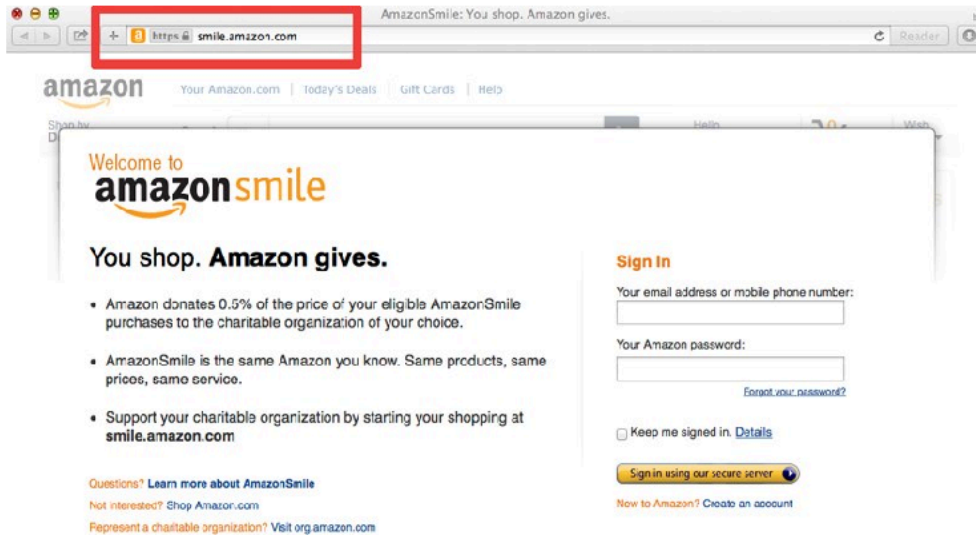 AmazonSmile: You shop. Amazon gives.
https smile.amazon.com
Reader
amazon
Your Amazon.com | Today's Deals | Gift Cards | Help
Shop by
Hello
Wish
Welcome to
amazonsmile
You shop. Amazon gives.
• Amazon donates 0.5% of the price of your eligible AmazonSmile
purchases to the charitable organization of your choice.
• AmazonSmile is the same Amazon you know. Same products, same
prices, same service.
• Support your charitable organization by starting your shopping at
smile.amazon.com
Questions? Learn more about AmazonSmile
Not interested? Shop Amazon.com
Represent a charitable organization? Visit org.amazon.com
Sign In
Your email address or mobile phone number:
Your Amazon password:
Forgot your password?
Keep me signed in. Details
Sign in using our secure server
New to Amazon? Create an account